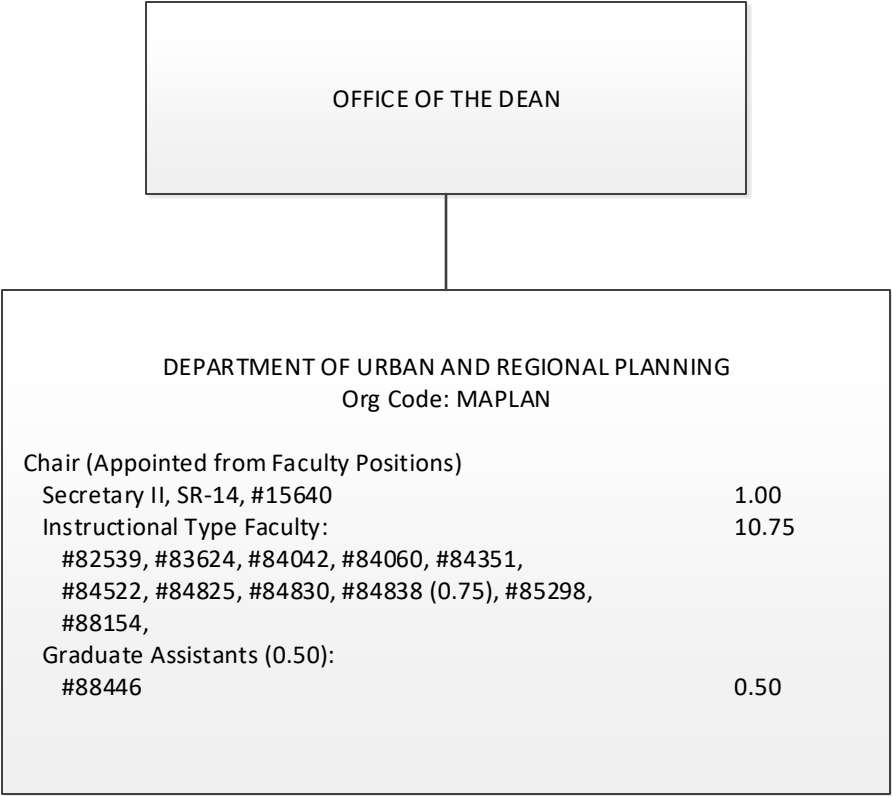 OFFICE OF THE DEAN
DEPARTMENT OF URBAN AND REGIONAL PLANNING
Org Code: MAPLAN
Chair (Appointed from Faculty Positions)
Secretary II, SR-14, #15640 1.00
Instructional Type Faculty: 10.75
#82539, #83624, #84042, #84060, #84351,
#84522, #84825, #84830, #84838 (0.75), #85298,
#88154,
Graduate Assistants (0.50):
#88446 0.50